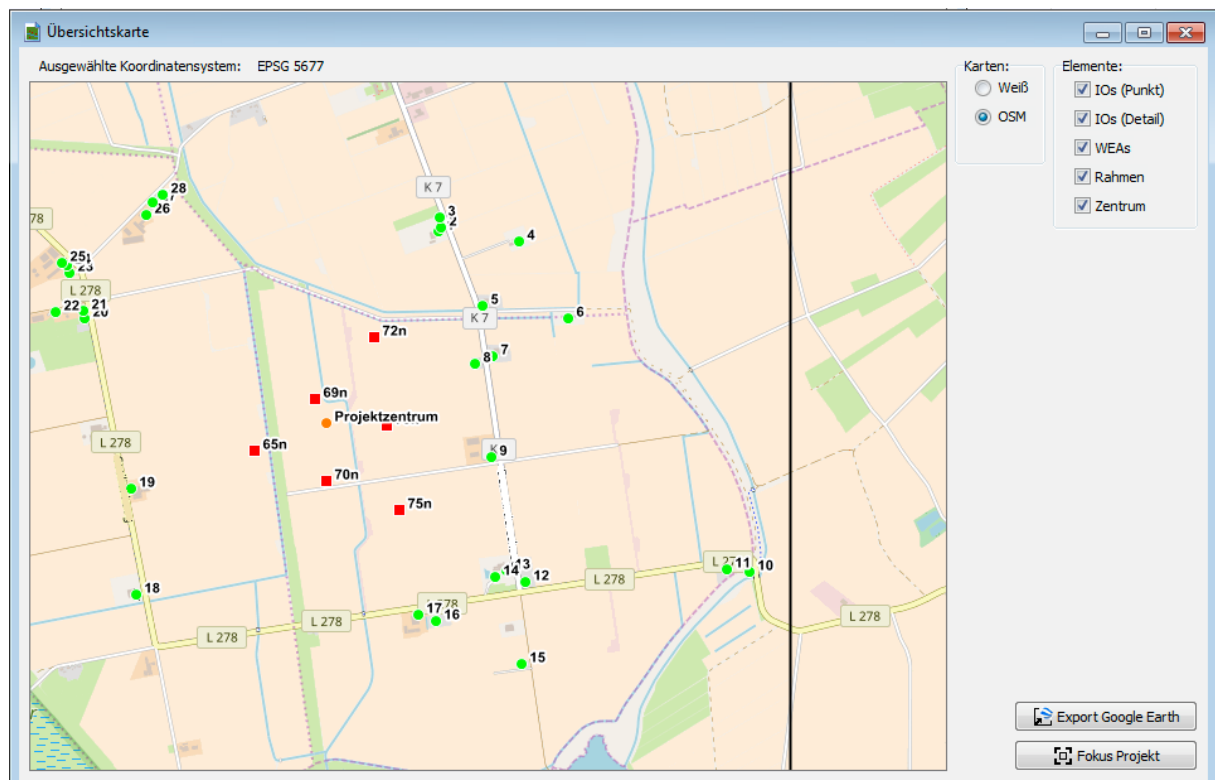 Übersichtskarte
Ausgewählte Koordinatensystem: EPSG 5677
Karten:
Weiß
OSM
Elemente:
IOs (Punkt)
IOs (Detail)
WEAs
Rahmen
Zentrum
28
26
K 7
3
2
4
78
25
L 278
22
21
20
5
6
K 7
72n
7
8
69n
Projektzentrum
L 278
65n
9
70n
19
75n
13
14
12
11
10
L 278
18
17
16
L 278
L 278
L 278
15
Export Google Earth
Fokus Projekt